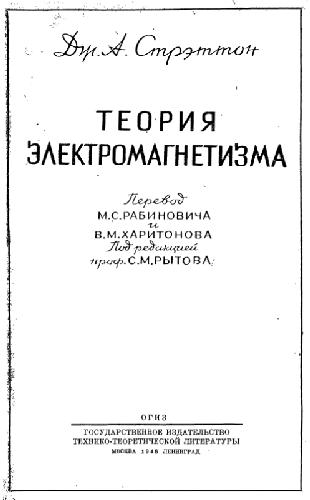 Дж. А. Стрэттон
ТЕОРИЯ
ЭЛЕКТРОМАГНЕТИЗМА
Перевод
М.С.РАБИНОВИЧА
и
В.М.ХАРИТОНОВА
Под редакцией
проф. С.М.РЫТОВА
ОГИЗ
ГОСУДАРСТВЕННОЕ ИЗДАТЕЛЬСТВО
ТЕХНИКО-ТЕОРЕТИЧЕСКОЙ ЛИТЕРАТУРЫ
МОСКВА 1948 ЛЕНИНГРАД